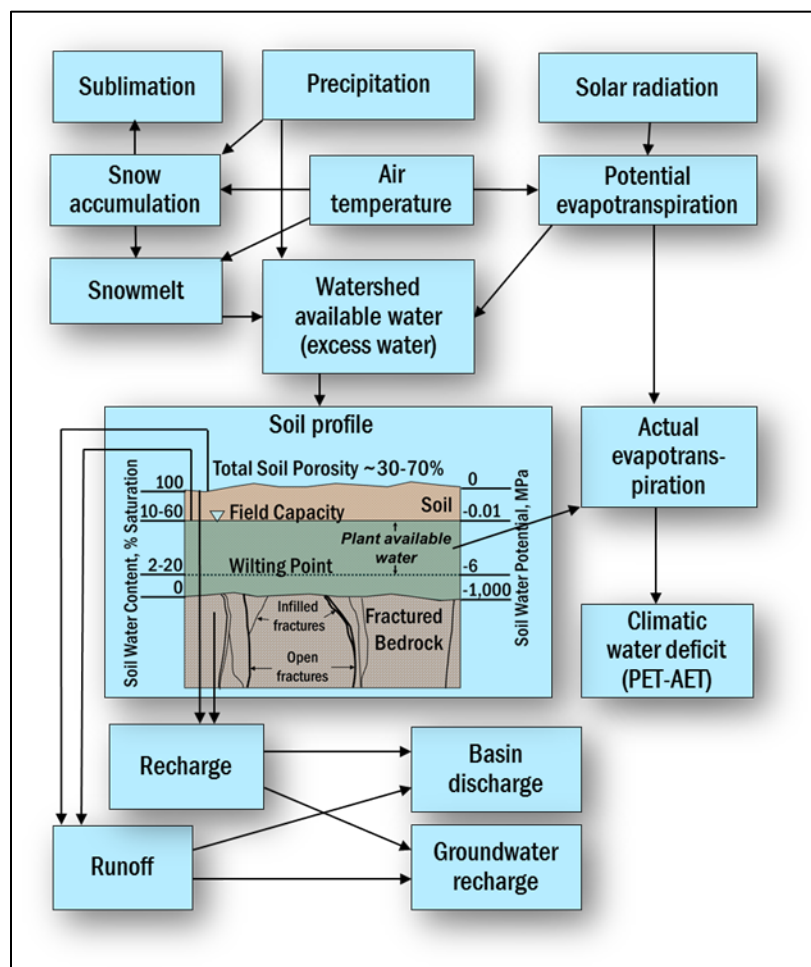 Sublimation
Precipitation
Solar radiation
Snow
accumulation
Air
temperature
Potential
evapotranspiration
Snowmelt
Watershed
available water
(excess water)
Soil profile
Total Soil Porosity ~30-70%
Soil Water Content, % Saturation
100
10-60
2-20
0
Field Capacity
Soil
Plant available
water
Wilting Point
Infilled
fractures
Open
fractures
Fractured
Bedrock
0
-0.01
-6
-1,000
Soil Water Potential, MPa
Actual
evapotrans-
piration
Climatic
water deficit
(PET-AET)
Recharge
Basin
discharge
Runoff
Groundwater
recharge